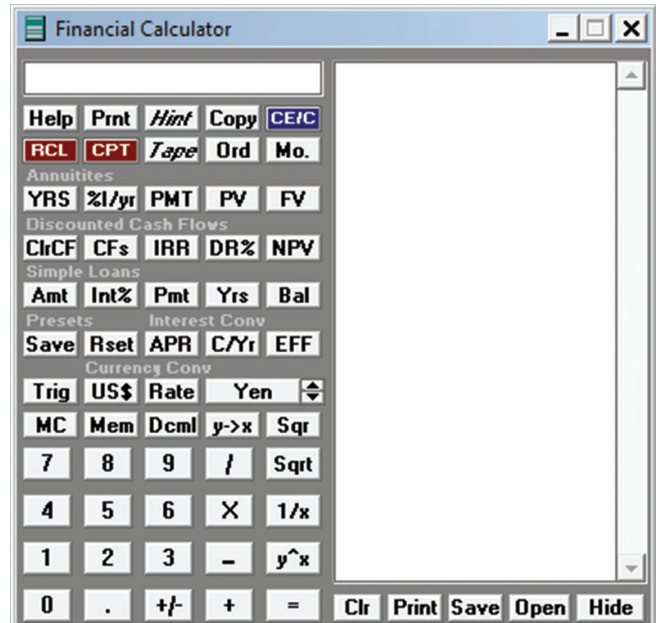 Financial Calculator
Help Prnt Hint Copy CE/C
RCL CPT Tape Ord Mo.
Annuitites
YRS %I/yr PMT PV FV
Discounted Cash Flows
ClrCF CFs IRR DR% NPV
Simple Loans
Amt Int% Pmt Yrs Bal
Presets Interest Conv
Save Rset APR C/Yr EFF
Currency Conv
Trig US$ Rate Yen
MC Mem Dcml y->x Sqr
7 8 9 / Sqrt
4 5 6 X 1/x
1 2 3 - y^x
0 . +/- + = Clr Print Save Open Hide